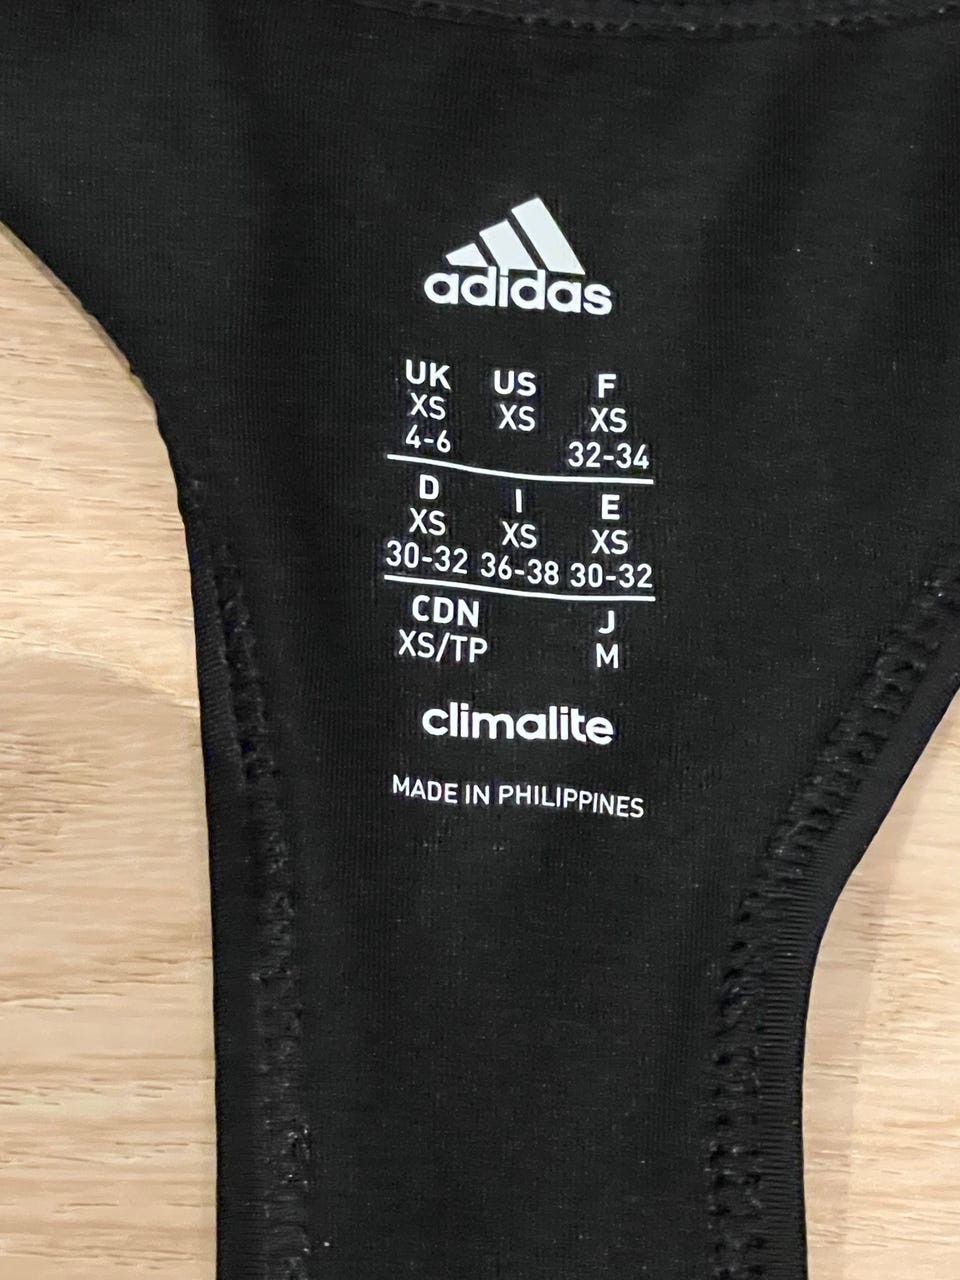 adidas
UK US F
XS XS XS
4-6 32-34
D I E
XS XS XS
30-32 36-38 30-32
CDN J
XS/TP M
climalite
MADE IN PHILIPPINES